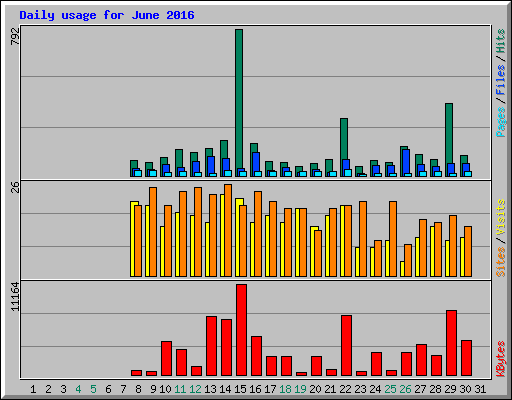 Daily usage for June 2016
792
Pages / Files / Hits
26
Sites / Visits
11164
KBytes
1 2 3 4 5 6 7 8 9 10 11 12 13 14 15 16 17 18 19 20 21 22 23 24 25 26 27 28 29 30 31